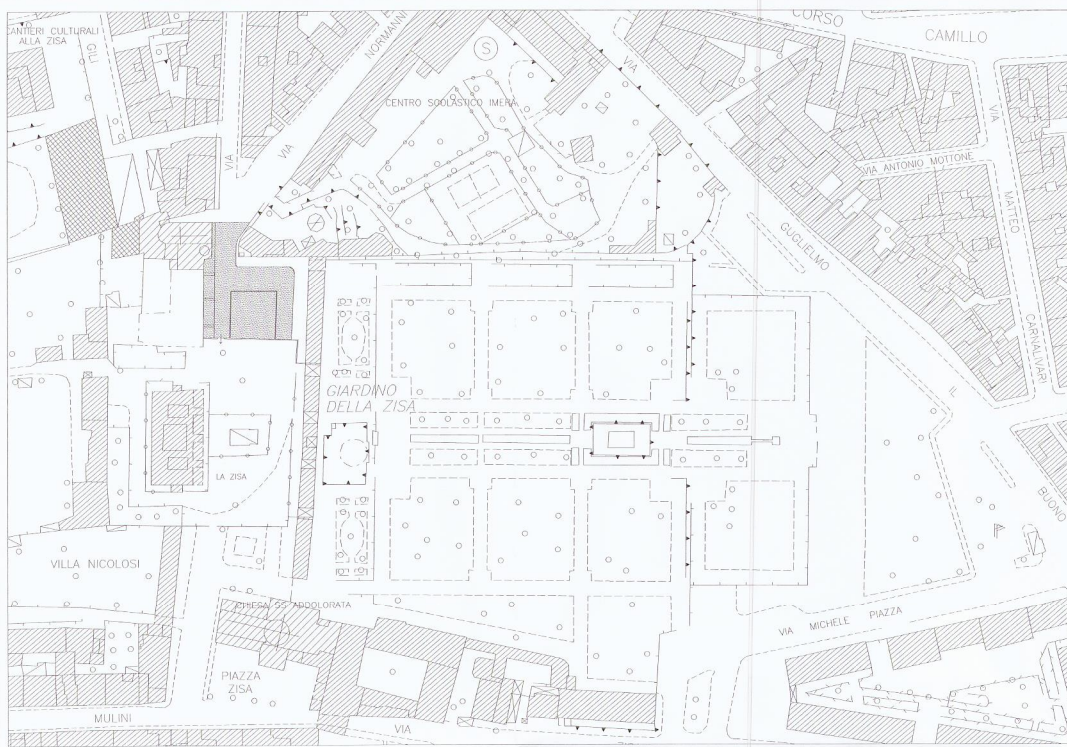 CANTIERI CULTURALI
ALLA ZISA
GLI
VIA
NORMANNI
VIA
S
CENTRO SCOLASTICO IMERA
VIA
CORSO
CAMILLO
VIA
MATTEO
CARNALIVARI
VIA ANTONIO MOTTONE
GUGLIELMO
IL
BUONO
GIARDINO
DELLA ZISA
LA ZISA
VILLA NICOLOSI
CHIESA SS ADDOLORATA
PIAZZA
ZISA
MULINI
VIA
VIA MICHELE PIAZZA